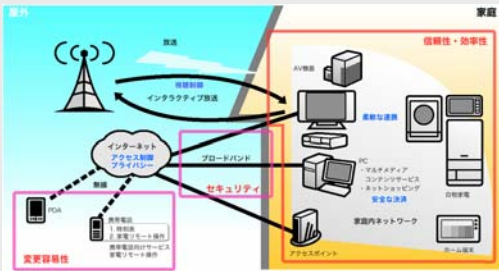 屋外
家庭
放送
信頼性・効率性
AV機器
視聴制御
インタラクティブ放送
柔軟な連携
インターネット
アクセス制御
プライバシー
ブロードバンド
PC
・マルチメディア
コンテンツサービス
・ネットショッピング
白物家電
無線
セキュリティ
安全な決済
PDA
携帯電話
1. 時刻表
2. 家電リモート操作
家庭内ネットワーク
携帯電話向けサービス
家電リモート操作
変更容易性
アクセスポイント
ホーム端末